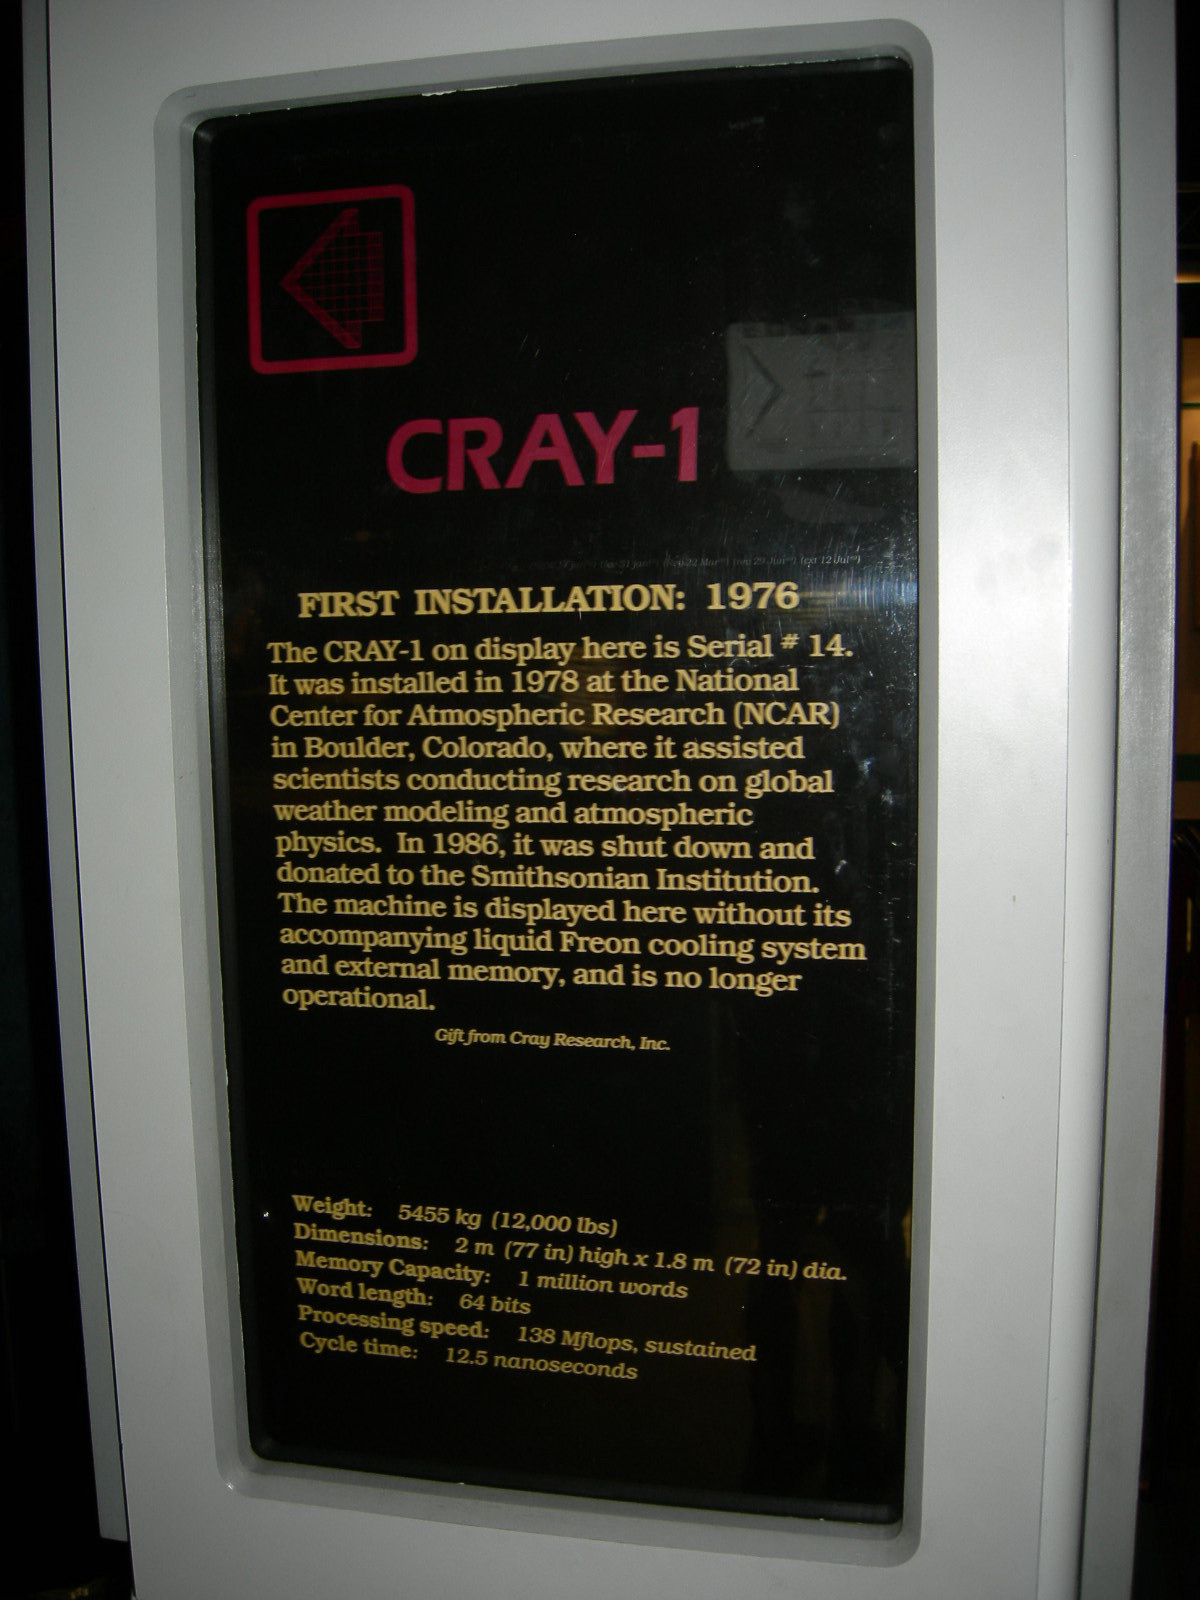 CRAY-1
FIRST INSTALLATION: 1976
The CRAY-1 on display here is Serial # 14.
It was installed in 1978 at the National
Center for Atmospheric Research (NCAR)
in Boulder, Colorado, where it assisted
scientists conducting research on global
weather modeling and atmospheric
physics. In 1986, it was shut down and
donated to the Smithsonian Institution.
The machine is displayed here without its
accompanying liquid Freon cooling system
and external memory, and is no longer
operational.
Gift from Cray Research, Inc.
Weight: 5455 kg (12,000 lbs)
Dimensions: 2 m (77 in) high x 1.8 m (72 in) dia.
Memory Capacity: 1 million words
Word length: 64 bits
Processing speed: 138 Mflops, sustained
Cycle time: 12.5 nanoseconds